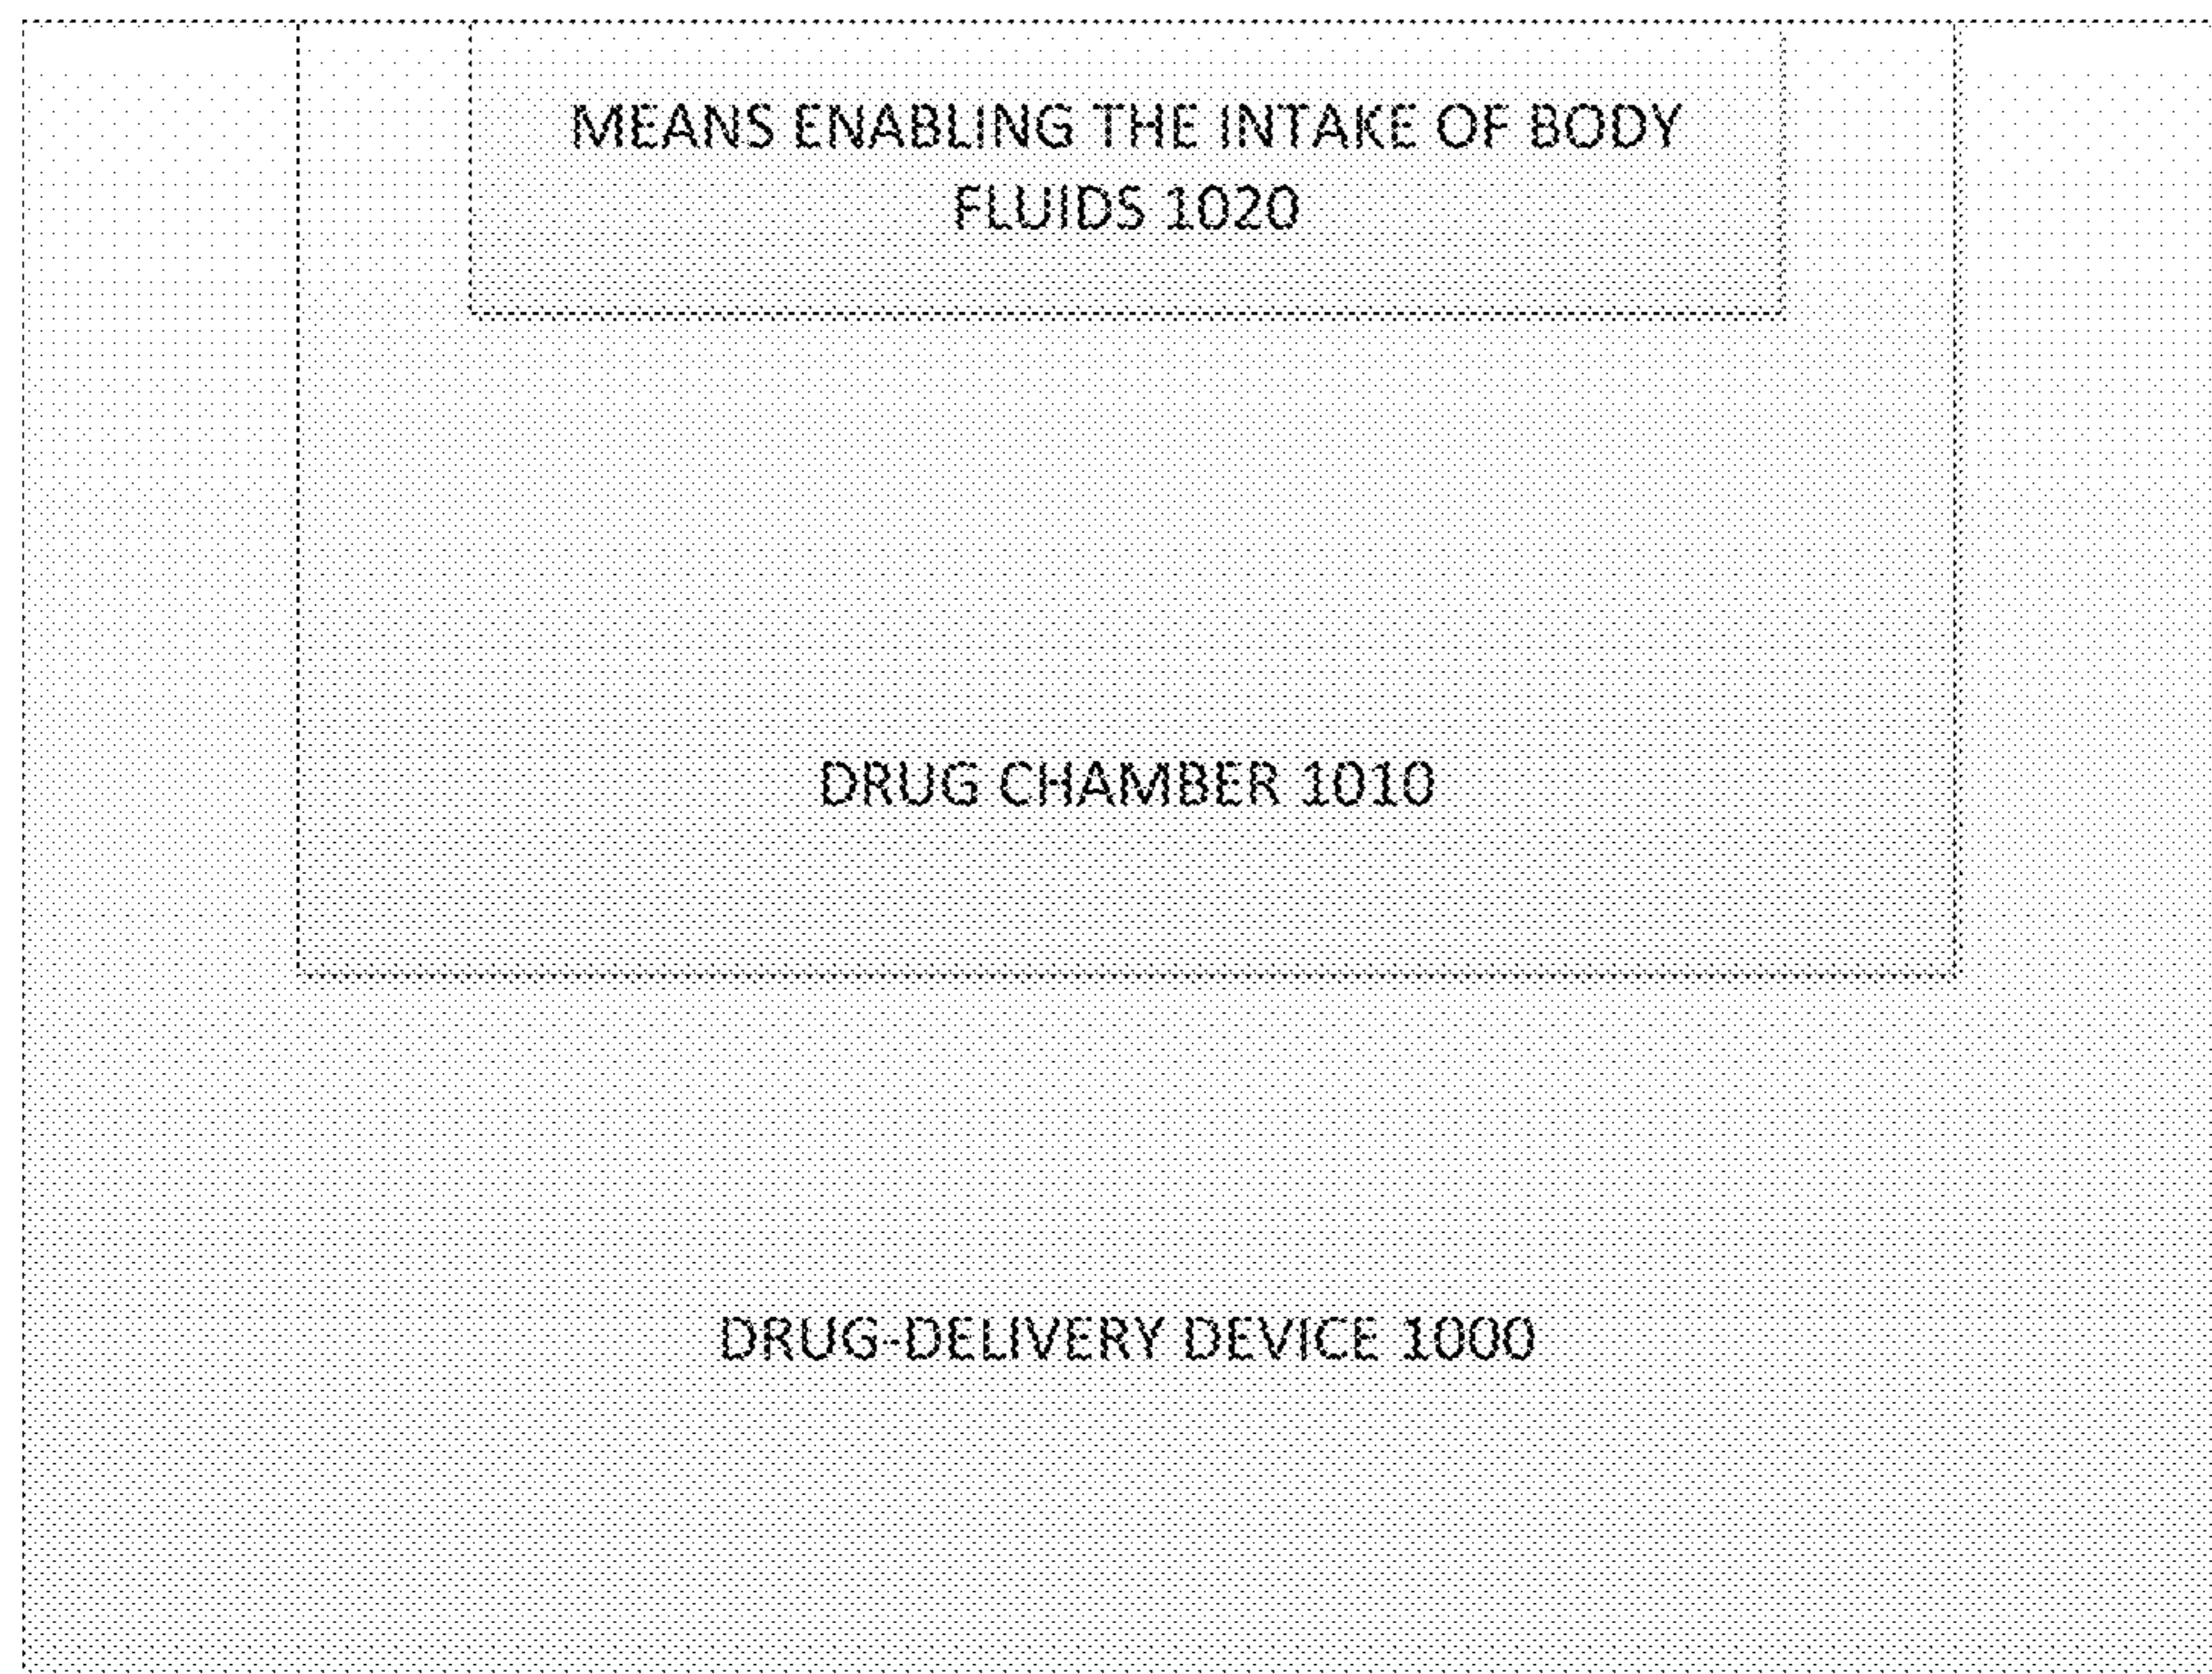 MEANS ENABLING THE INTAKE OF BODY
FLUIDS 1020
DRUG CHAMBER 1010
DRUG-DELIVERY DEVICE 1000